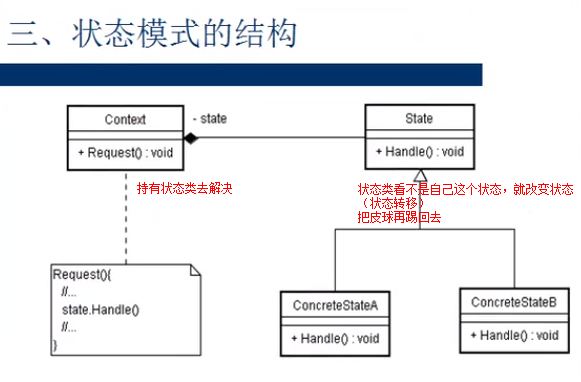 三、状态模式的结构
Context
- state
State
+ Request() : void
+ Handle() : void
持有状态类去解决
状态类看不是自己这个状态，就改变状态
（状态转移）
把皮球再踢回去
Request(){
//...
state.Handle()
//...
}
ConcreteStateA
+ Handle() : void
ConcreteStateB
+ Handle() : void